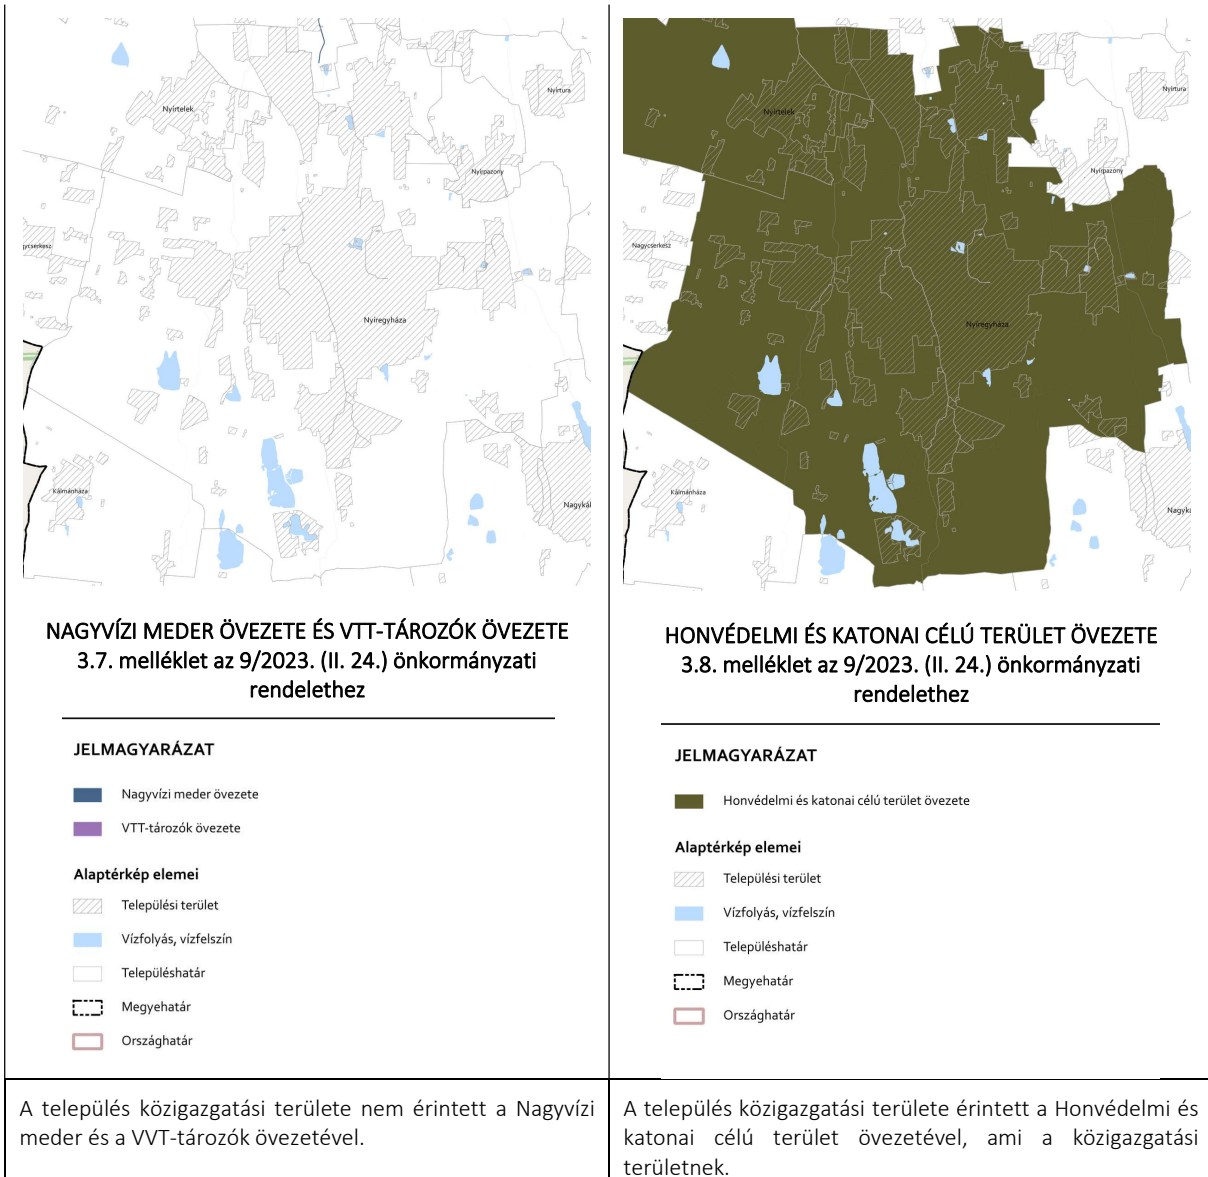 Nyírtelek
Nyírtura
Nyírpazony
gycserkesz
Nyíregyháza
Kálmánháza
Nagykál
NAGYVÍZI MEDER ÖVEZETE ÉS VTT-TÁROZÓK ÖVEZETE
3.7. melléklet az 9/2023. (II. 24.) önkormányzati
rendelethez
JELMAGYARÁZAT
Nagyvízi meder övezete
VTT-tározók övezete
Alaptérkép elemei
Települési terület
Vízfolyás, vízfelszín
Településhatár
Megyehatár
Országhatár
A település közigazgatási területe nem érintett a Nagyvízi
meder és a VVT-tározók övezetével.
Nyírtelek
Nyírtura
Nyírpazony
Nagycserkesz
Nyíregyháza
Kálmánháza
Nagyká
HONVÉDELMI ÉS KATONAI CÉLÚ TERÜLET ÖVEZETE
3.8. melléklet az 9/2023. (II. 24.) önkormányzati
rendelethez
JELMAGYARÁZAT
Honvédelmi és katonai célú terület övezete
Alaptérkép elemei
Települési terület
Vízfolyás, vízfelszín
Településhatár
Megyehatár
Országhatár
A település közigazgatási területe érintett a Honvédelmi és
katonai célú terület övezetével, ami a közigazgatási
területnek.